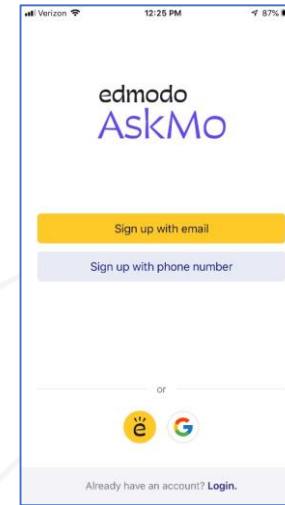 Verizon 12:25 PM 87%
edmodo
AskMo
Sign up with email
Sign up with phone number
or
ë G
Already have an account? Login.